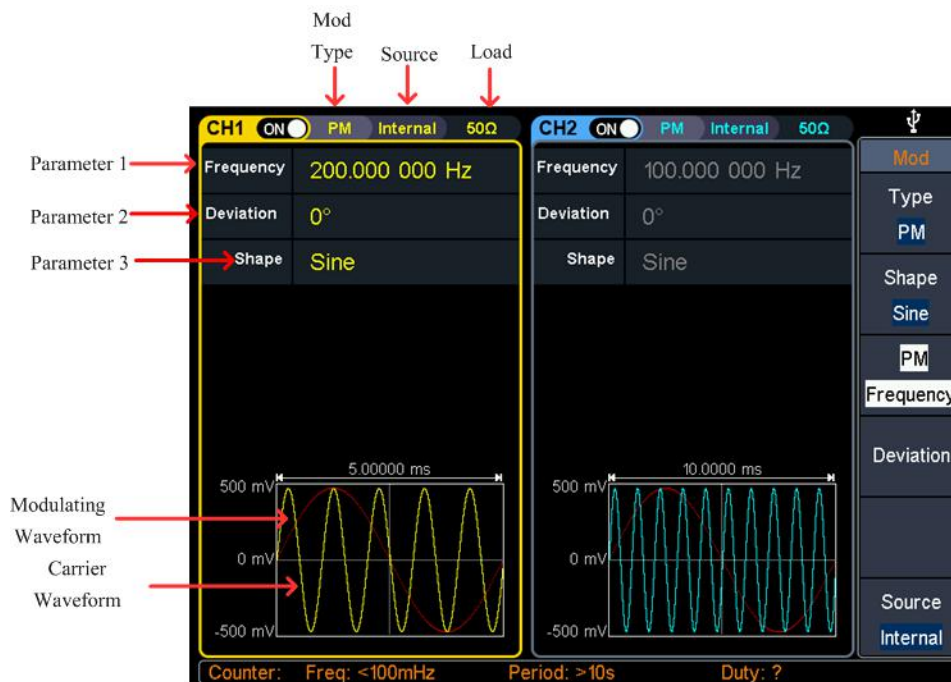 Mod
Type
Source
Load
CH1 ON PM Internal 50Ω
CH2 ON PM Internal 50Ω
Parameter 1
Frequency 200.000 000 Hz
Frequency 100.000 000 Hz
Parameter 2
Deviation 0°
Deviation 0°
Parameter 3
Shape Sine
Shape Sine
Mod
Type
PM
Shape
Sine
PM
Frequency
Deviation
Source
Internal
5.00000 ms
500 mV
0 mV
-500 mV
10.0000 ms
500 mV
0 mV
-500 mV
Modulating
Waveform
Carrier
Waveform
Counter: Freq: <100mHz Period: >10s Duty: ?